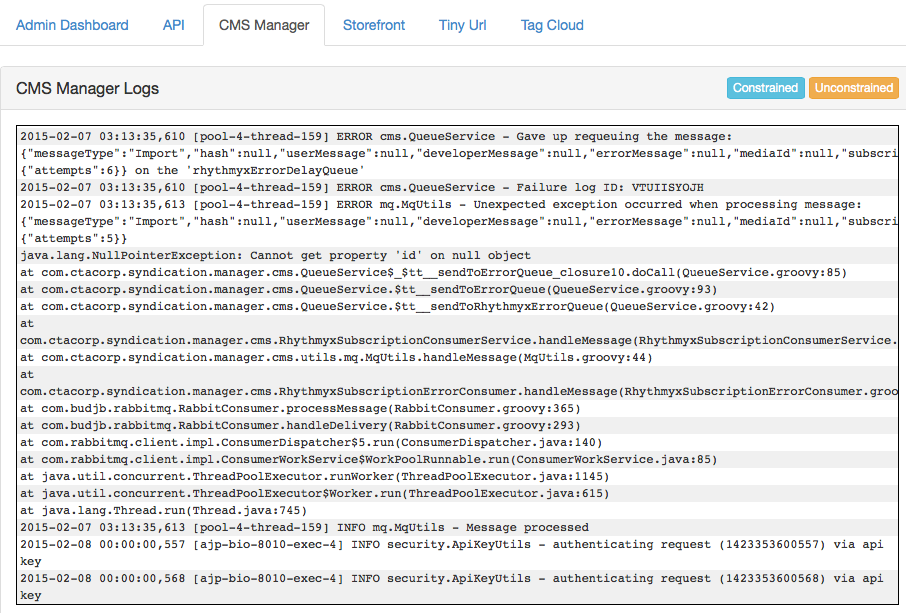 Admin Dashboard API CMS Manager Storefront Tiny Url Tag Cloud
CMS Manager Logs Constrained Unconstrained
2015-02-07 03:13:35,610 [pool-4-thread-159] ERROR cms.QueueService - Gave up requeuing the message:
{"messageType":"Import","hash":null,"userMessage":null,"developerMessage":null,"errorMessage":null,"mediaId":null,"subscri
{"attempts":6}} on the 'rhythmyxErrorDelayQueue'
2015-02-07 03:13:35,610 [pool-4-thread-159] ERROR cms.QueueService - Failure log ID: VTUIISYOJH
2015-02-07 03:13:35,613 [pool-4-thread-159] ERROR mq.MqUtils - Unexpected exception occurred when processing message:
{"messageType":"Import","hash":null,"userMessage":null,"developerMessage":null,"errorMessage":null,"mediaId":null,"subscri
{"attempts":5}}
java.lang.NullPointerException: Cannot get property 'id' on null object
at com.ctacorp.syndication.manager.cms.QueueService$_$tt__sendToErrorQueue_closure10.doCall(QueueService.groovy:85)
at com.ctacorp.syndication.manager.cms.QueueService.$tt__sendToErrorQueue(QueueService.groovy:93)
at com.ctacorp.syndication.manager.cms.QueueService.$tt__sendToRhythmyxErrorQueue(QueueService.groovy:42)
at
com.ctacorp.syndication.manager.cms.RhythmyxSubscriptionConsumerService.handleMessage(RhythmyxSubscriptionConsumerService.
at com.ctacorp.syndication.manager.cms.utils.mq.MqUtils.handleMessage(MqUtils.groovy:44)
at
com.ctacorp.syndication.manager.cms.RhythmyxSubscriptionErrorConsumer.handleMessage(RhythmyxSubscriptionErrorConsumer.groo
at com.budjb.rabbitmq.RabbitConsumer.processMessage(RabbitConsumer.groovy:365)
at com.budjb.rabbitmq.RabbitConsumer.handleDelivery(RabbitConsumer.groovy:293)
at com.rabbitmq.client.impl.ConsumerDispatcher$5.run(ConsumerDispatcher.java:140)
at com.rabbitmq.client.impl.ConsumerWorkService$WorkPoolRunnable.run(ConsumerWorkService.java:85)
at java.util.concurrent.ThreadPoolExecutor.runWorker(ThreadPoolExecutor.java:1145)
at java.util.concurrent.ThreadPoolExecutor$Worker.run(ThreadPoolExecutor.java:615)
at java.lang.Thread.run(Thread.java:745)
2015-02-07 03:13:35,613 [pool-4-thread-159] INFO mq.MqUtils - Message processed
2015-02-08 00:00:00,557 [ajp-bio-8010-exec-4] INFO security.ApiKeyUtils - authenticating request (1423353600557) via api
key
2015-02-08 00:00:00,568 [ajp-bio-8010-exec-4] INFO security.ApiKeyUtils - authenticating request (1423353600568) via api
key